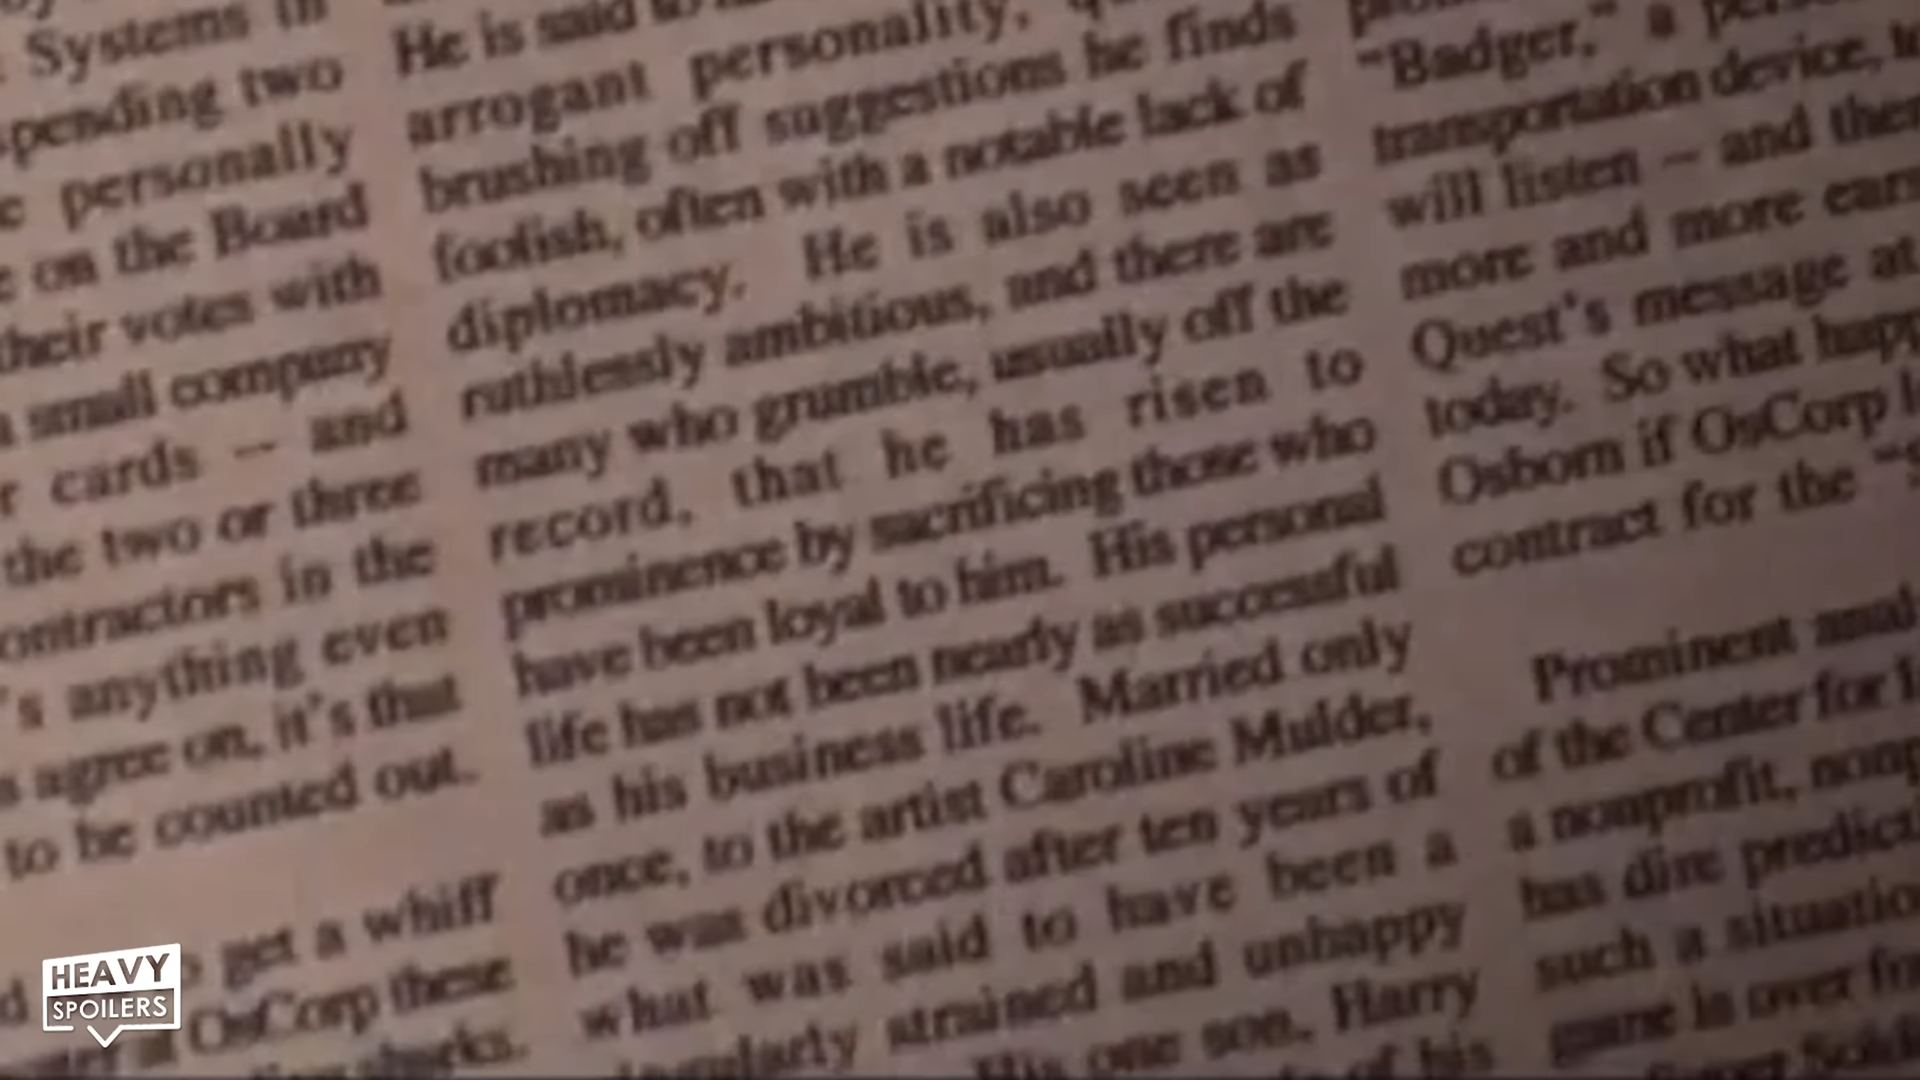 Systems in
spending two
personally
on the Board
their votes with
small company
cards -- and
the two or three
contractors in the
's anything even
agree on, it's that
to be counted out.
get a whiff
OsCorp these
He is said to
arrogant personality,
brushing off suggestions he finds
foolish, often with a notable lack of
diplomacy. He is also seen as
ruthlessly ambitious, and there are
many who grumble, usually off the
record, that he has risen to
prominence by sacrificing those who
have been loyal to him. His personal
life has not been nearly as successful
as his business life. Married only
once, to the artist Caroline Mulder,
he was divorced after ten years of
what was said to have been a
strained and unhappy
His one son, Harry
of his
"Badger," a
transportation device,
will listen -- and
more and more
Quest's message at
today. So what
Osborn if OsCorp
contract for the
Prominent
of the Center for
a nonprofit,
has dire
such a
game is over
HEAVY
SPOILERS